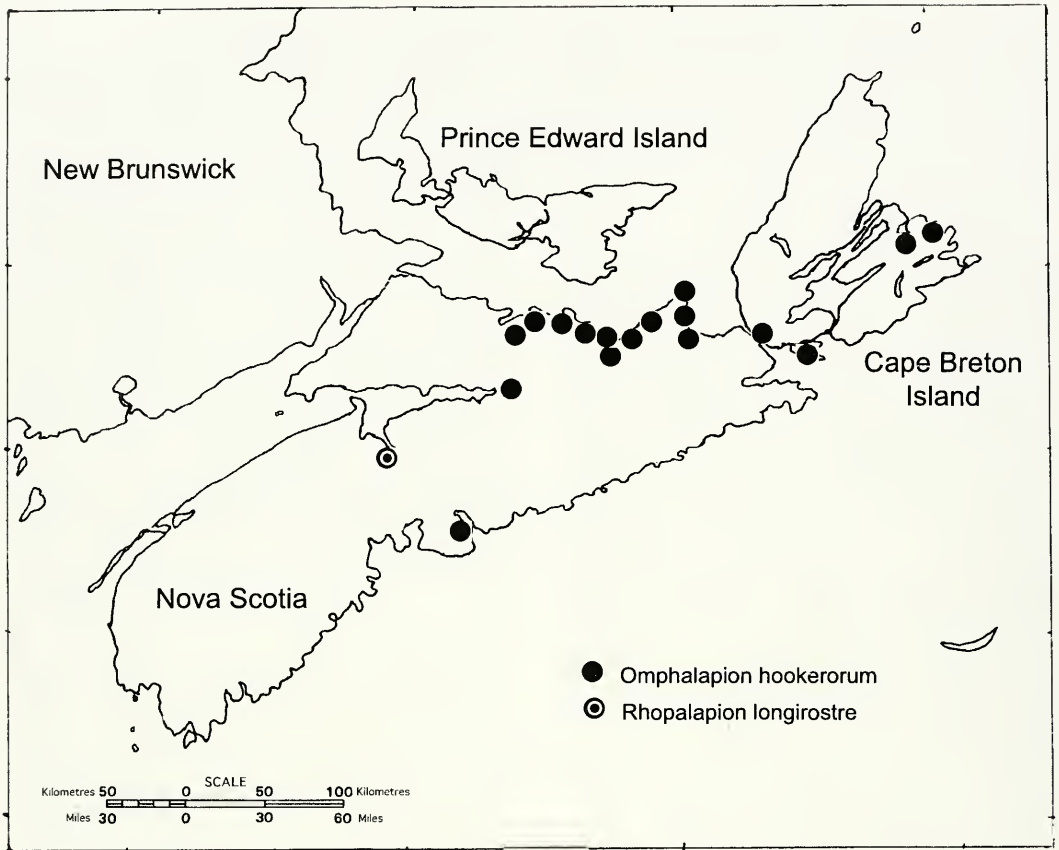 Prince Edward Island
New Brunswick
Cape Breton
Island
Nova Scotia
Omphalapion hookerorum
Rhopalapion longirostre
SCALE
Kilometres 50 0 50 100 Kilometres
Miles 30 0 30 60 Miles